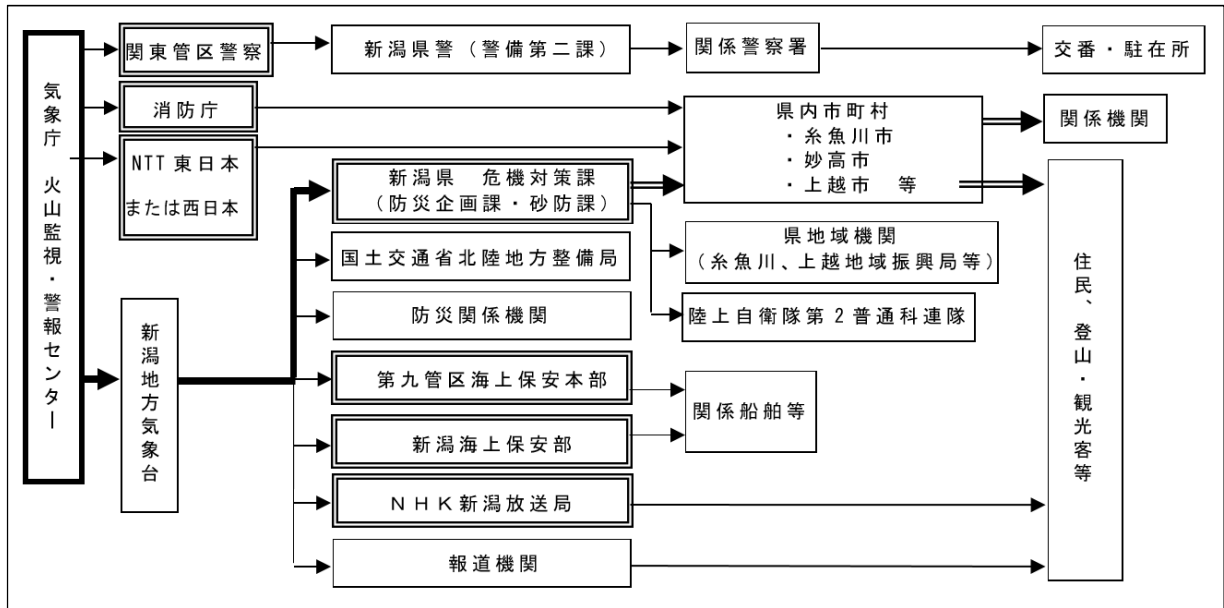 気象庁 火山監視・警報センター
関東管区警察
新潟県警(警備第二課)
関係警察署
交番・駐在所
消防庁
NTT 東日本
または西日本
県内市町村
・糸魚川市
・妙高市
・上越市 等
関係機関
新潟地方気象台
新潟県 危機対策課
(防災企画課・砂防課)
国土交通省北陸地方整備局
防災関係機関
第九管区海上保安本部
新潟海上保安部
NHK新潟放送局
報道機関
県地域機関
(糸魚川、上越地域振興局等)
陸上自衛隊第2普通科連隊
関係船舶等
住民、登山・観光客等